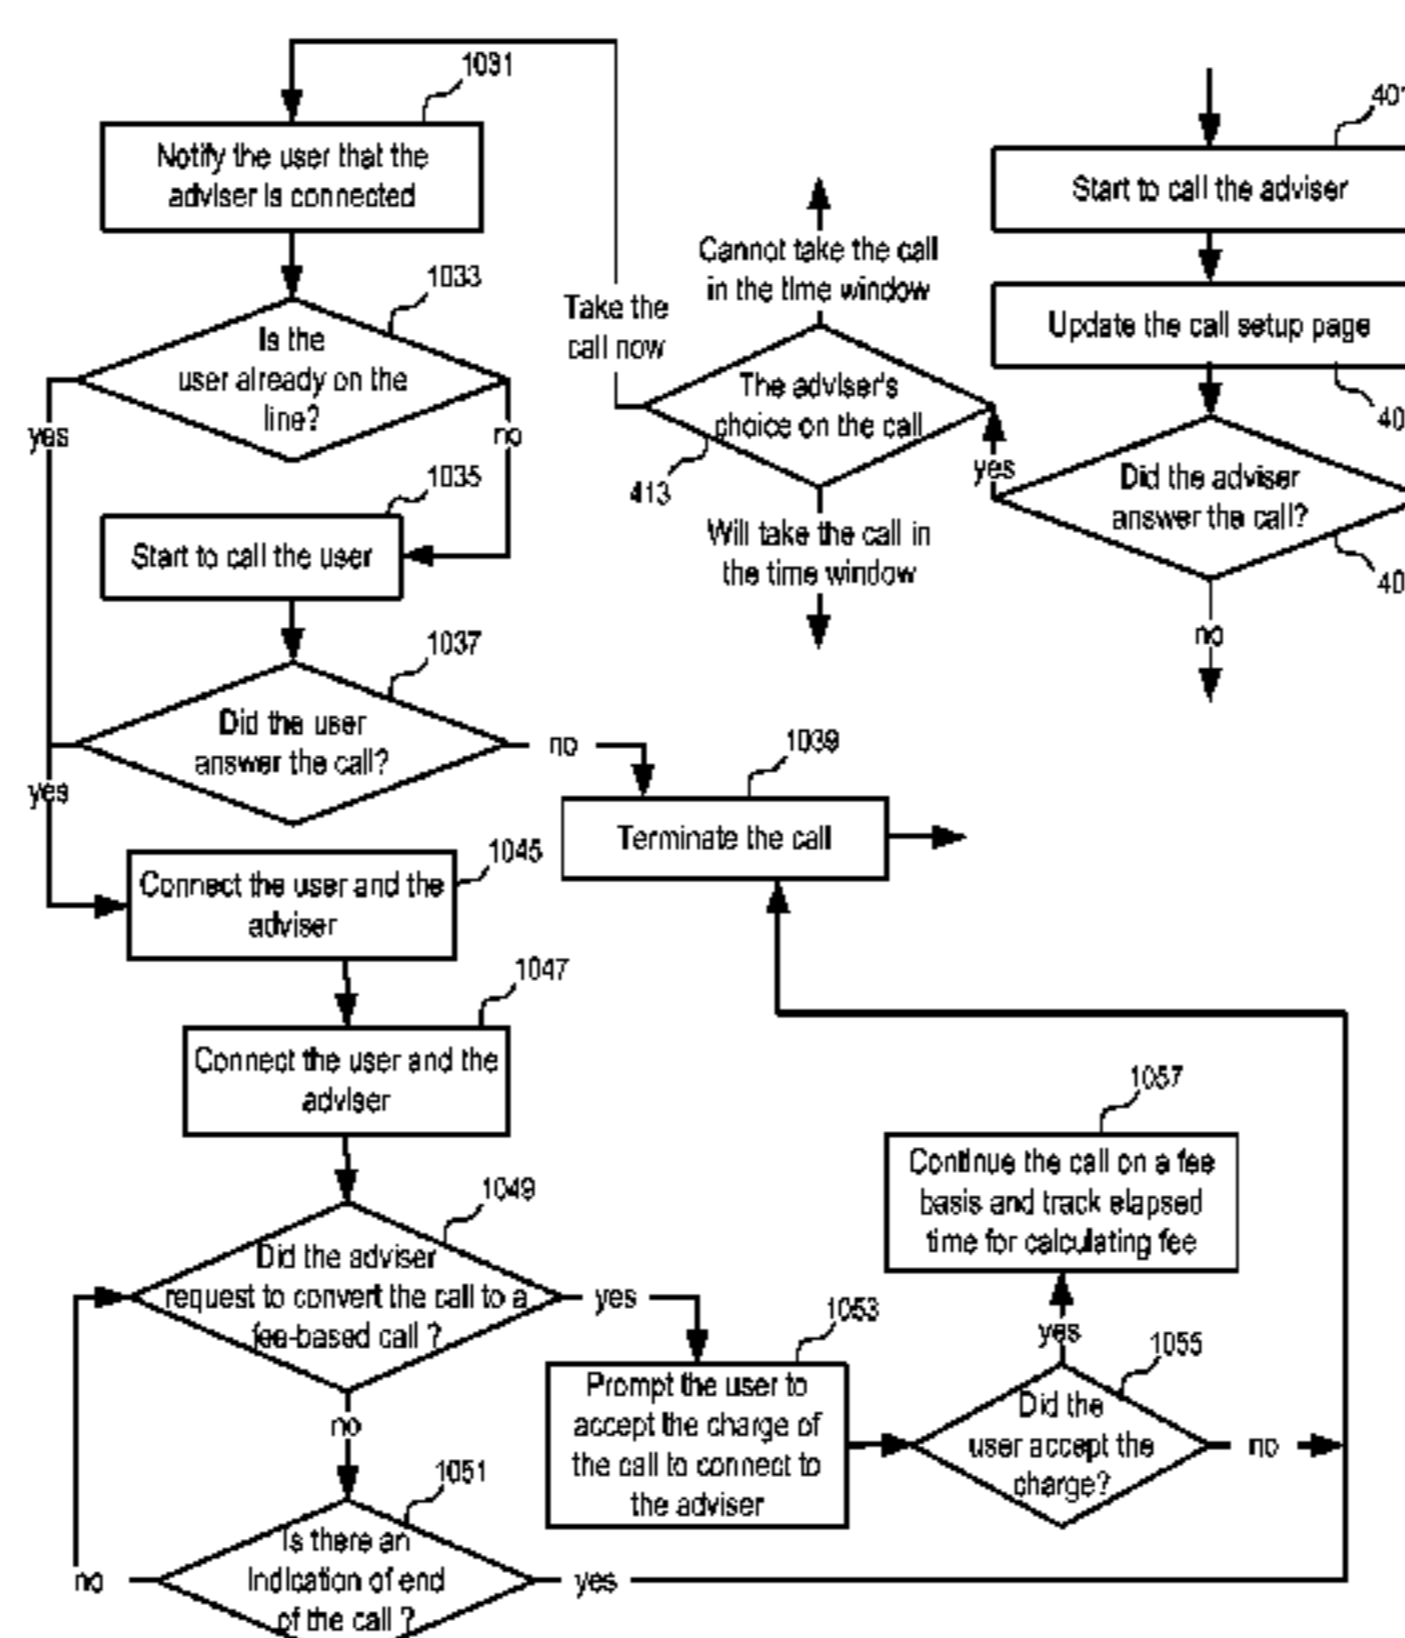 1031
Notify the user that the
adviser is connected
1033
Is the
user already on the
line?
yes
no
1035
Start to call the user
1037
Did the user
answer the call?
no
yes
1039
Terminate the call
1045
Connect the user and the
adviser
1047
Connect the user and the
adviser
1049
Did the adviser
request to convert the call to a
fee-based call ?
yes
no
1051
Is there an
indication of end
of the call ?
no
yes
1053
Prompt the user to
accept the charge of
the call to connect to
the adviser
1055
Did the
user accept the
charge?
yes
no
1057
Continue the call on a fee
basis and track elapsed
time for calculating fee
Take the
call now
Cannot take the call
in the time window
The adviser's
choice on the call
413
Will take the call in
the time window
Start to call the adviser
Update the call setup page
40
Did the adviser
answer the call?
40
yes
no